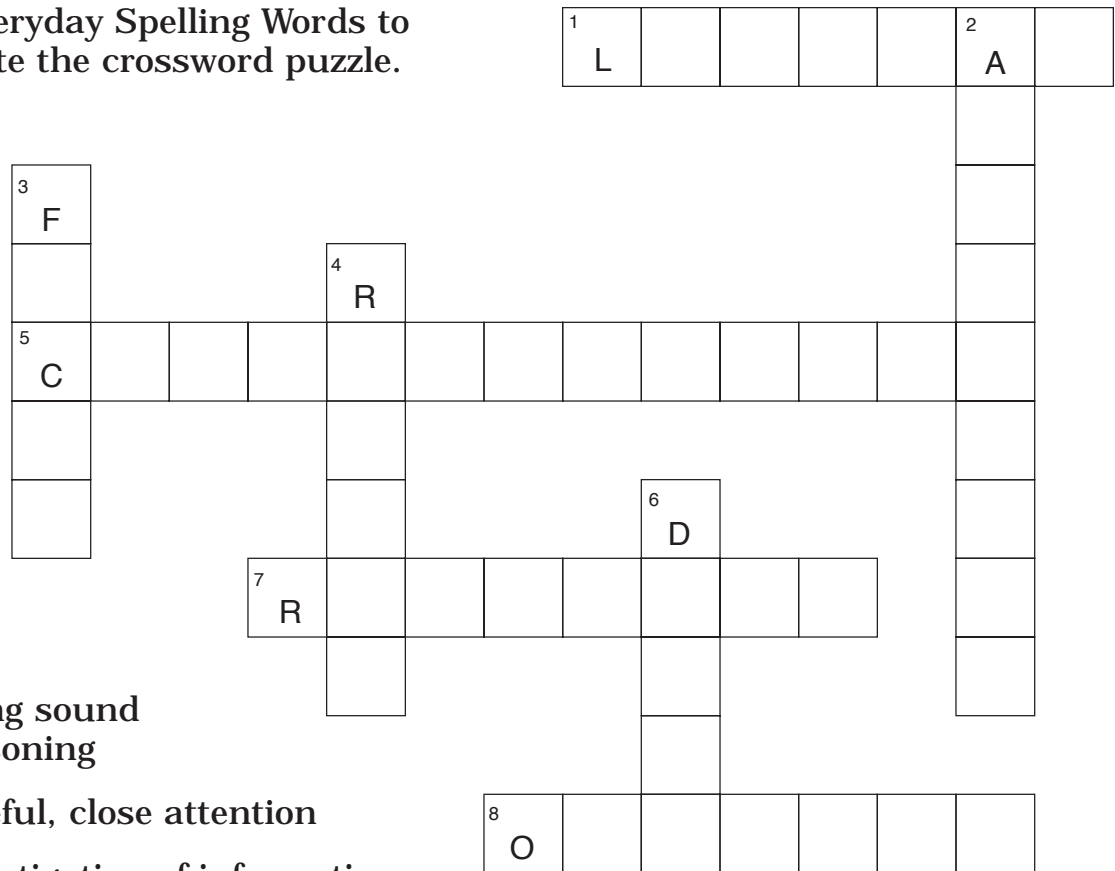 eryday Spelling Words to
te the crossword puzzle.
1 L 2 A
3 F
4 R
5 C
6 D
7 R
ng sound
oning
eful, close attention
8 O